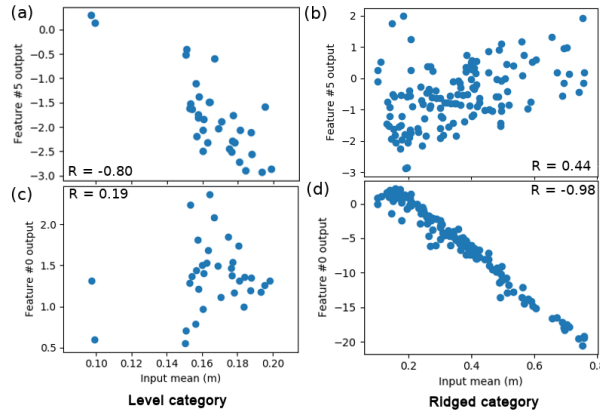 (a)
0.0
−0.5
−1.0
−1.5
−2.0
−2.5
−3.0
Feature #5 output
R = -0.80
(b)
2
1
0
−1
−2
−3
Feature #5 output
R = 0.44
(c)
R = 0.19
2.0
1.5
1.0
0.5
Feature #0 output
0.10 0.12 0.14 0.16 0.18 0.20
Input mean (m)
Level category
(d)
R = -0.98
0
−5
−10
−15
−20
Feature #0 output
0.2 0.4 0.6 0.8
Input mean (m)
Ridged category